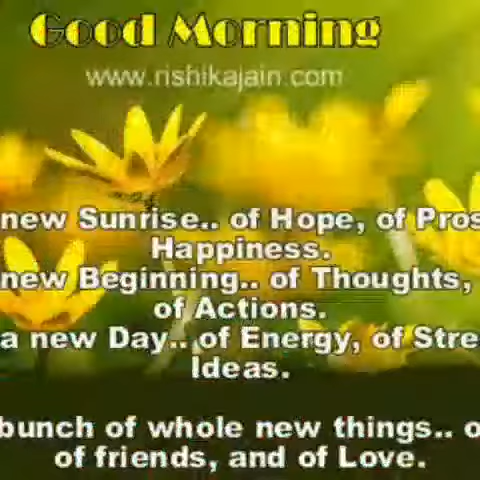 Good Morning
www.rishikajain.com
new Sunrise.. of Hope, of Pros
Happiness.
new Beginning.. of Thoughts,
of Actions.
a new Day.. of Energy, of Stre
Ideas.
bunch of whole new things.. o
of friends, and of Love.